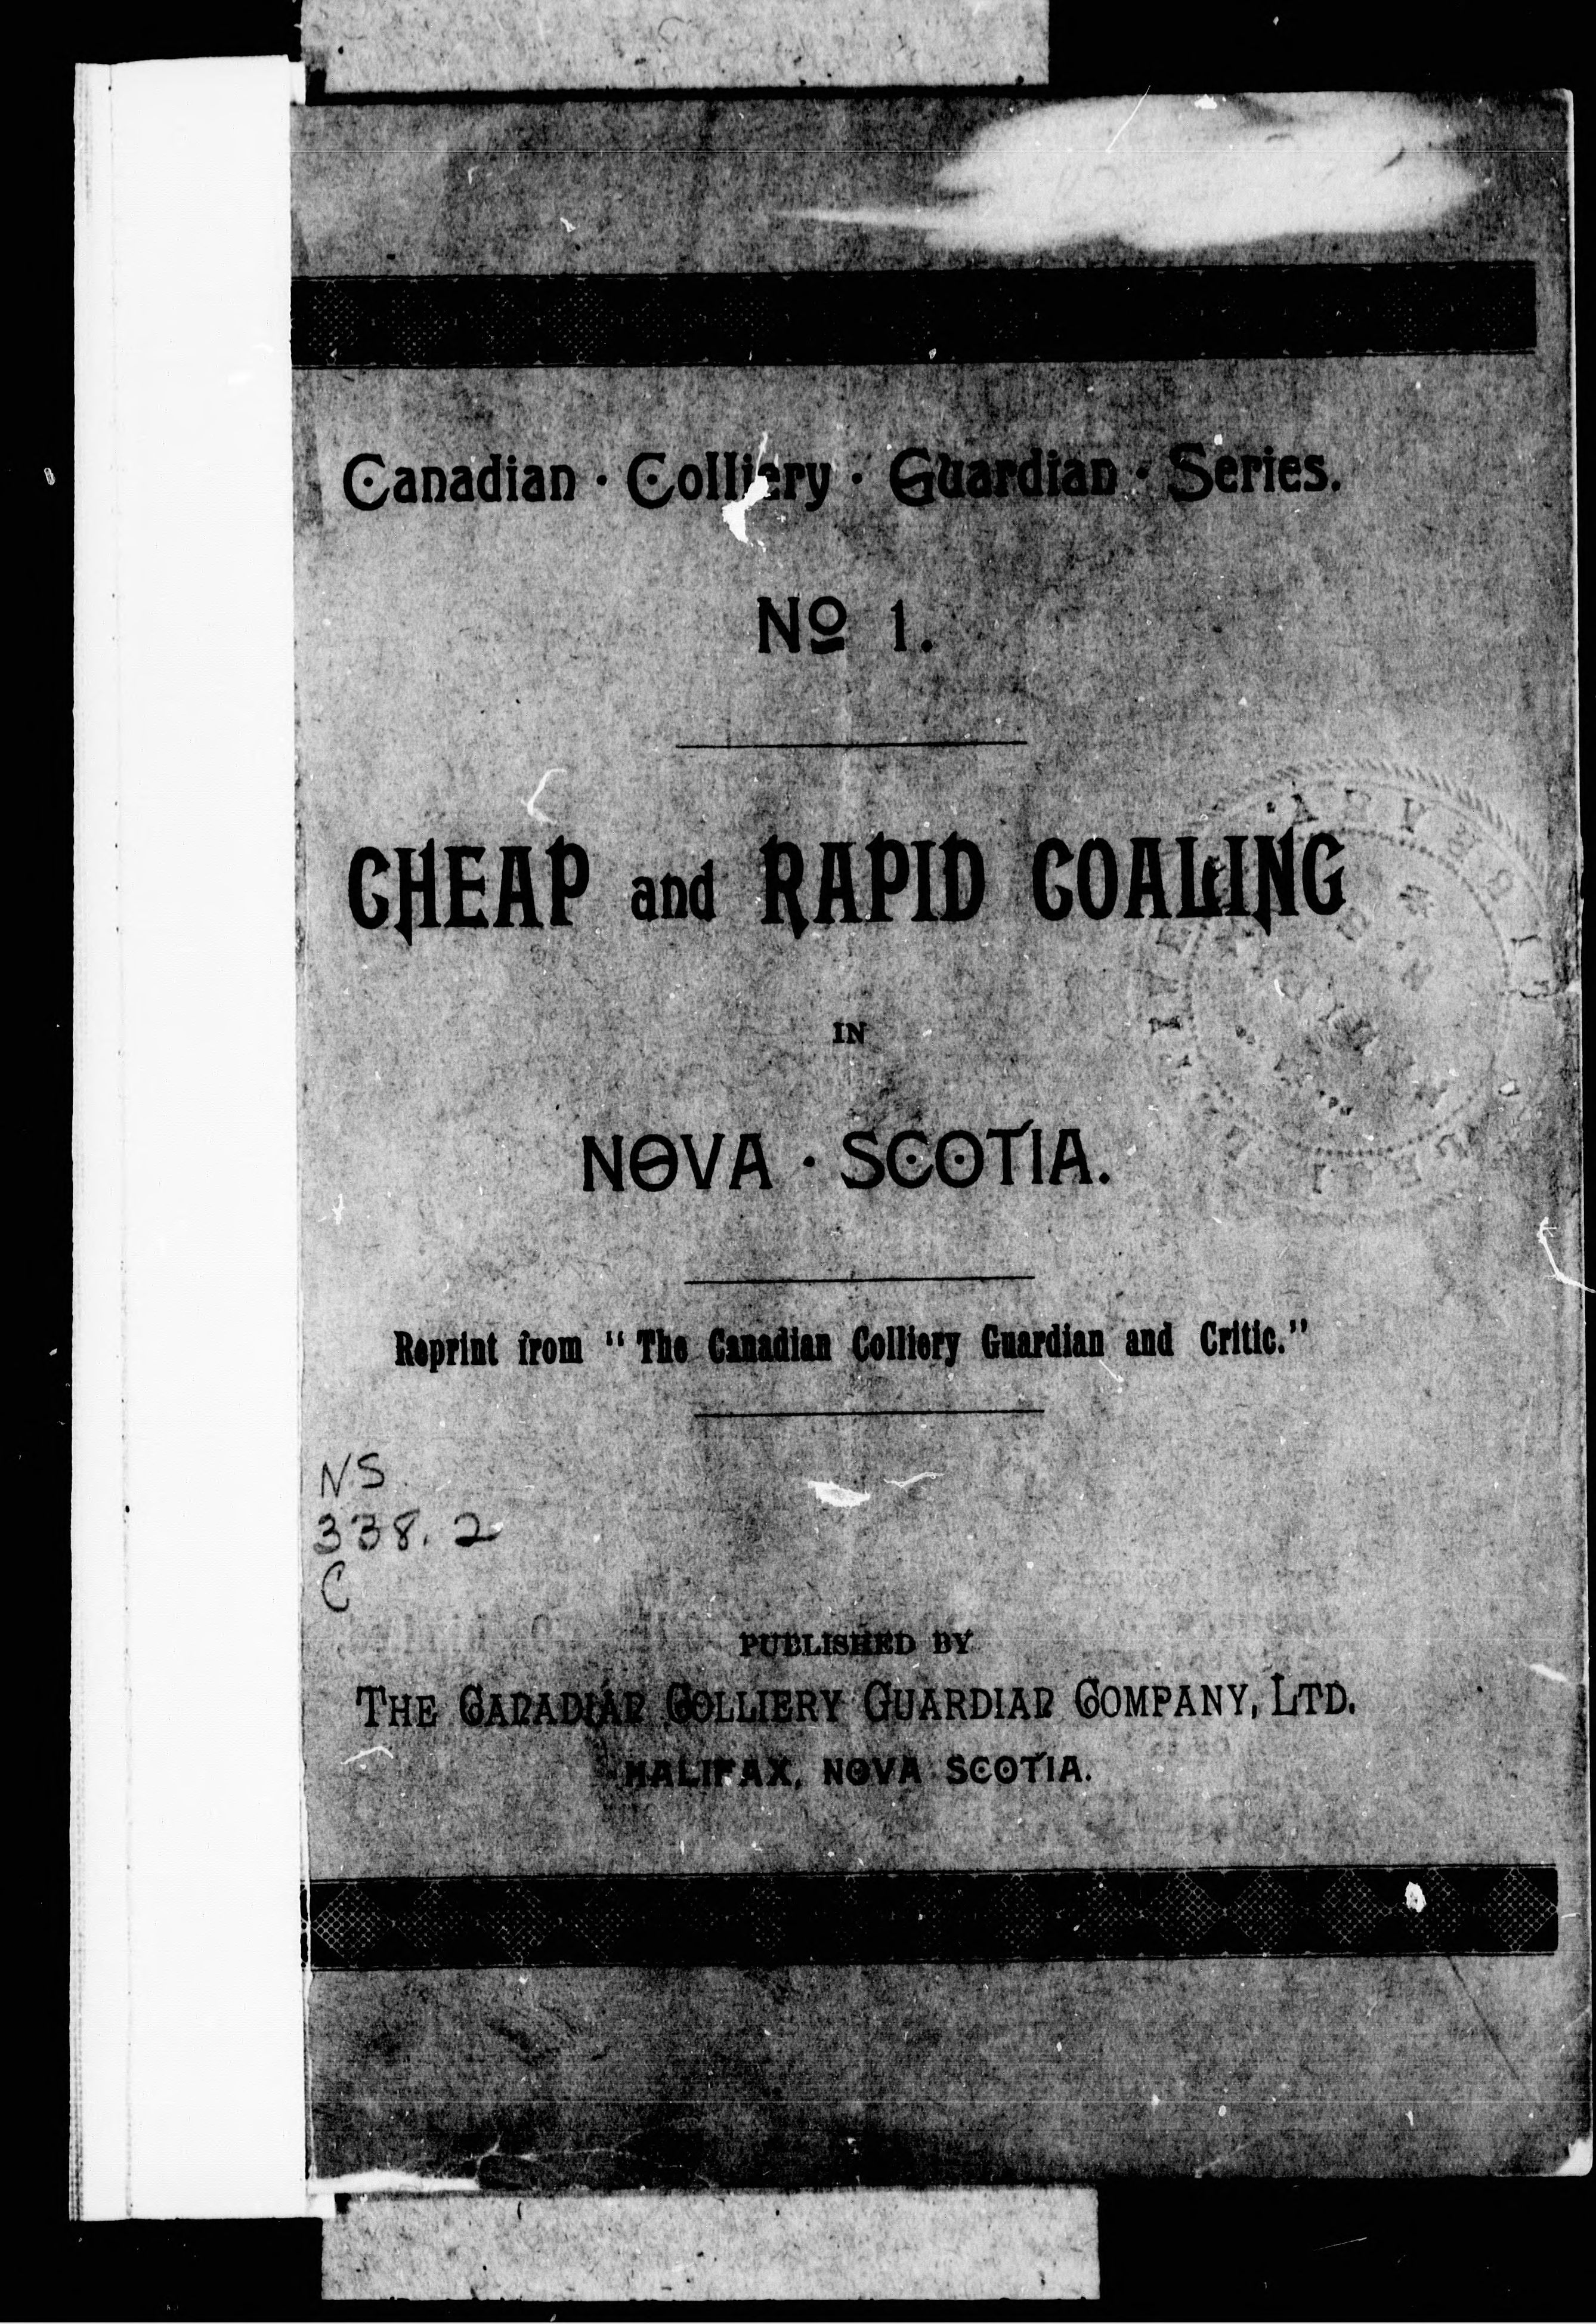 Canadian · Colliery · Guardian · Series.
Nº 1.
CHEAP and RAPID COALING
IN
NOVA · SCOTIA.
Reprint from "The Canadian Colliery Guardian and Critic."
N.S.
338.2
C
PUBLISHED BY
THE CANADIAN COLLIERY GUARDIAN COMPANY, LTD.
HALIFAX, NOVA SCOTIA.